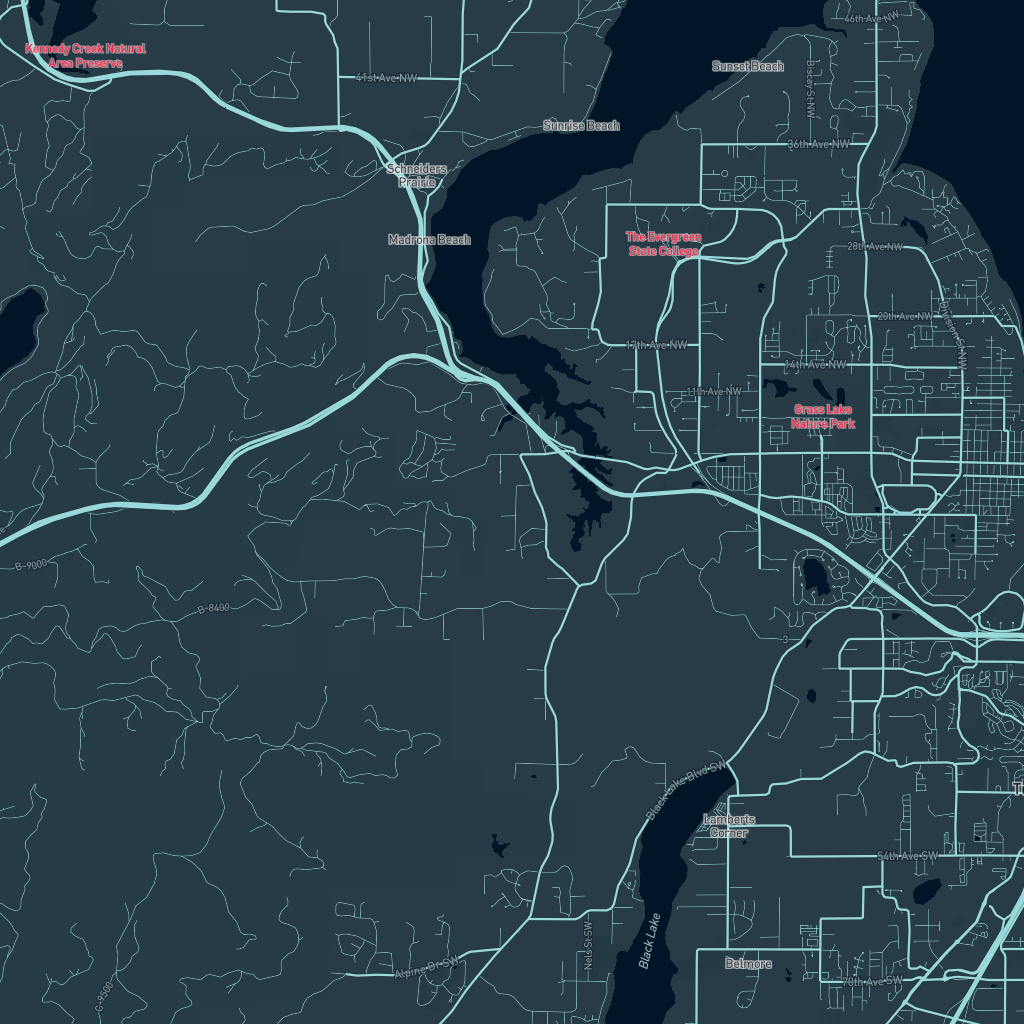 46th Ave NW
Kennedy Creek Natural
Area Preserve
Sunset Beach
41st Ave NW
Biscay St NW
Sunrise Beach
36th Ave NW
Schneiders
Prairie
Madrona Beach
The Evergreen
State College
28th Ave NW
20th Ave NW
Division St NW
17th Ave NW
14th Ave NW
11th Ave NW
Grass Lake
Nature Park
B-9000
B-8400
3
Black Lake Blvd SW
Lamberts
Corner
54th Ave SW
Black Lake
Nels St SW
Alpine Dr SW
Belmore
70th Ave SW
C-9500